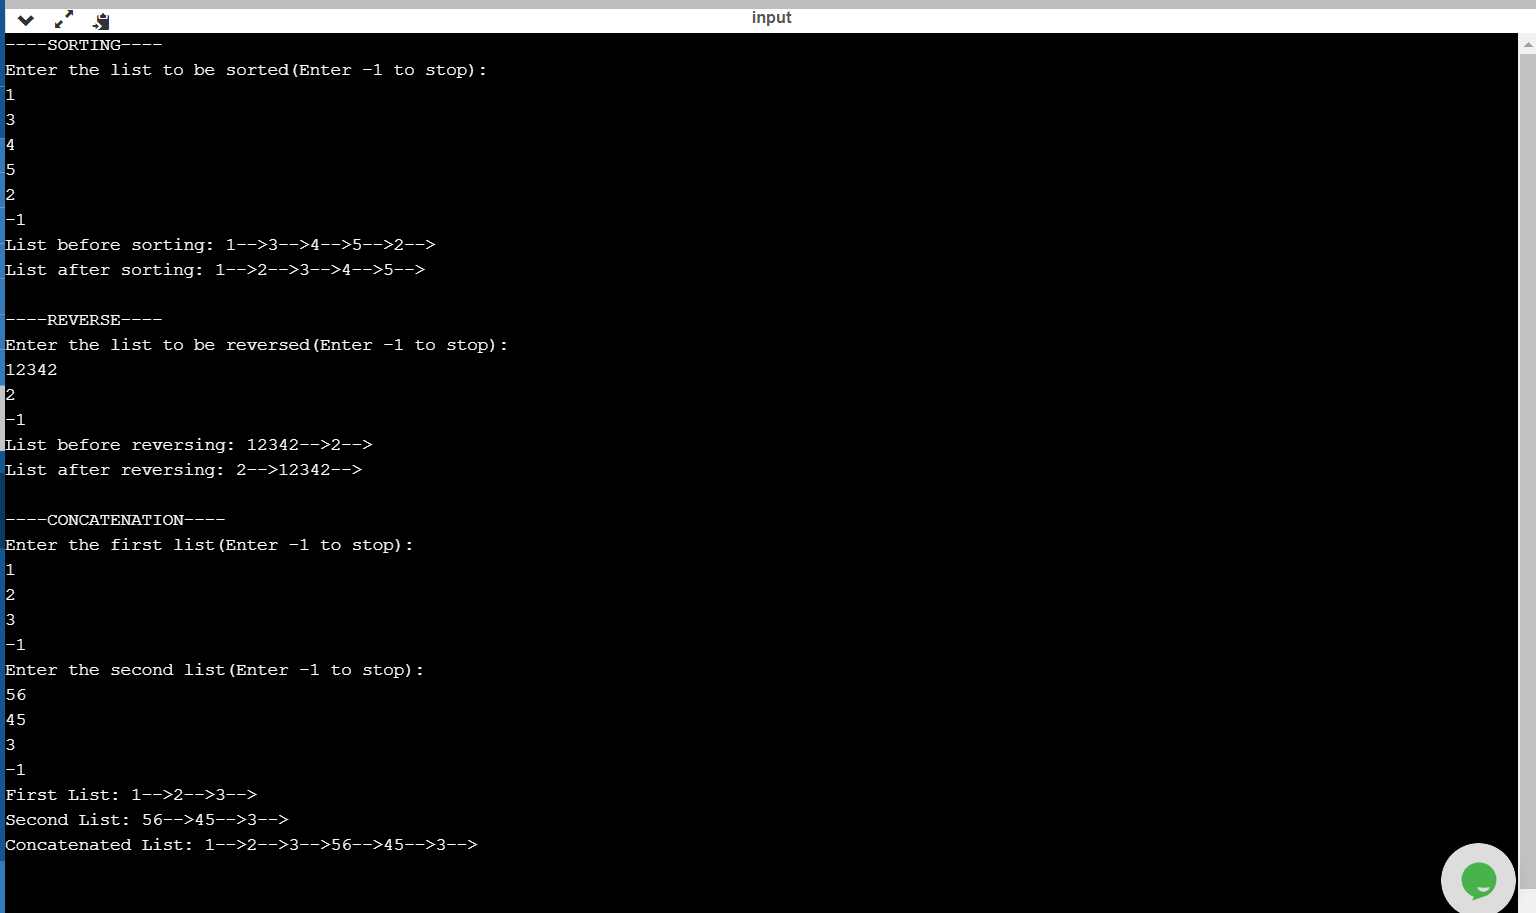 input
----SORTING----
Enter the list to be sorted(Enter -1 to stop):
1
3
4
5
2
-1
List before sorting: 1-->3-->4-->5-->2-->
List after sorting: 1-->2-->3-->4-->5-->
----REVERSE----
Enter the list to be reversed(Enter -1 to stop):
12342
2
-1
List before reversing: 12342-->2-->
List after reversing: 2-->12342-->
----CONCATENATION----
Enter the first list(Enter -1 to stop):
1
2
3
-1
Enter the second list(Enter -1 to stop):
56
45
3
-1
First List: 1-->2-->3-->
Second List: 56-->45-->3-->
Concatenated List: 1-->2-->3-->56-->45-->3-->